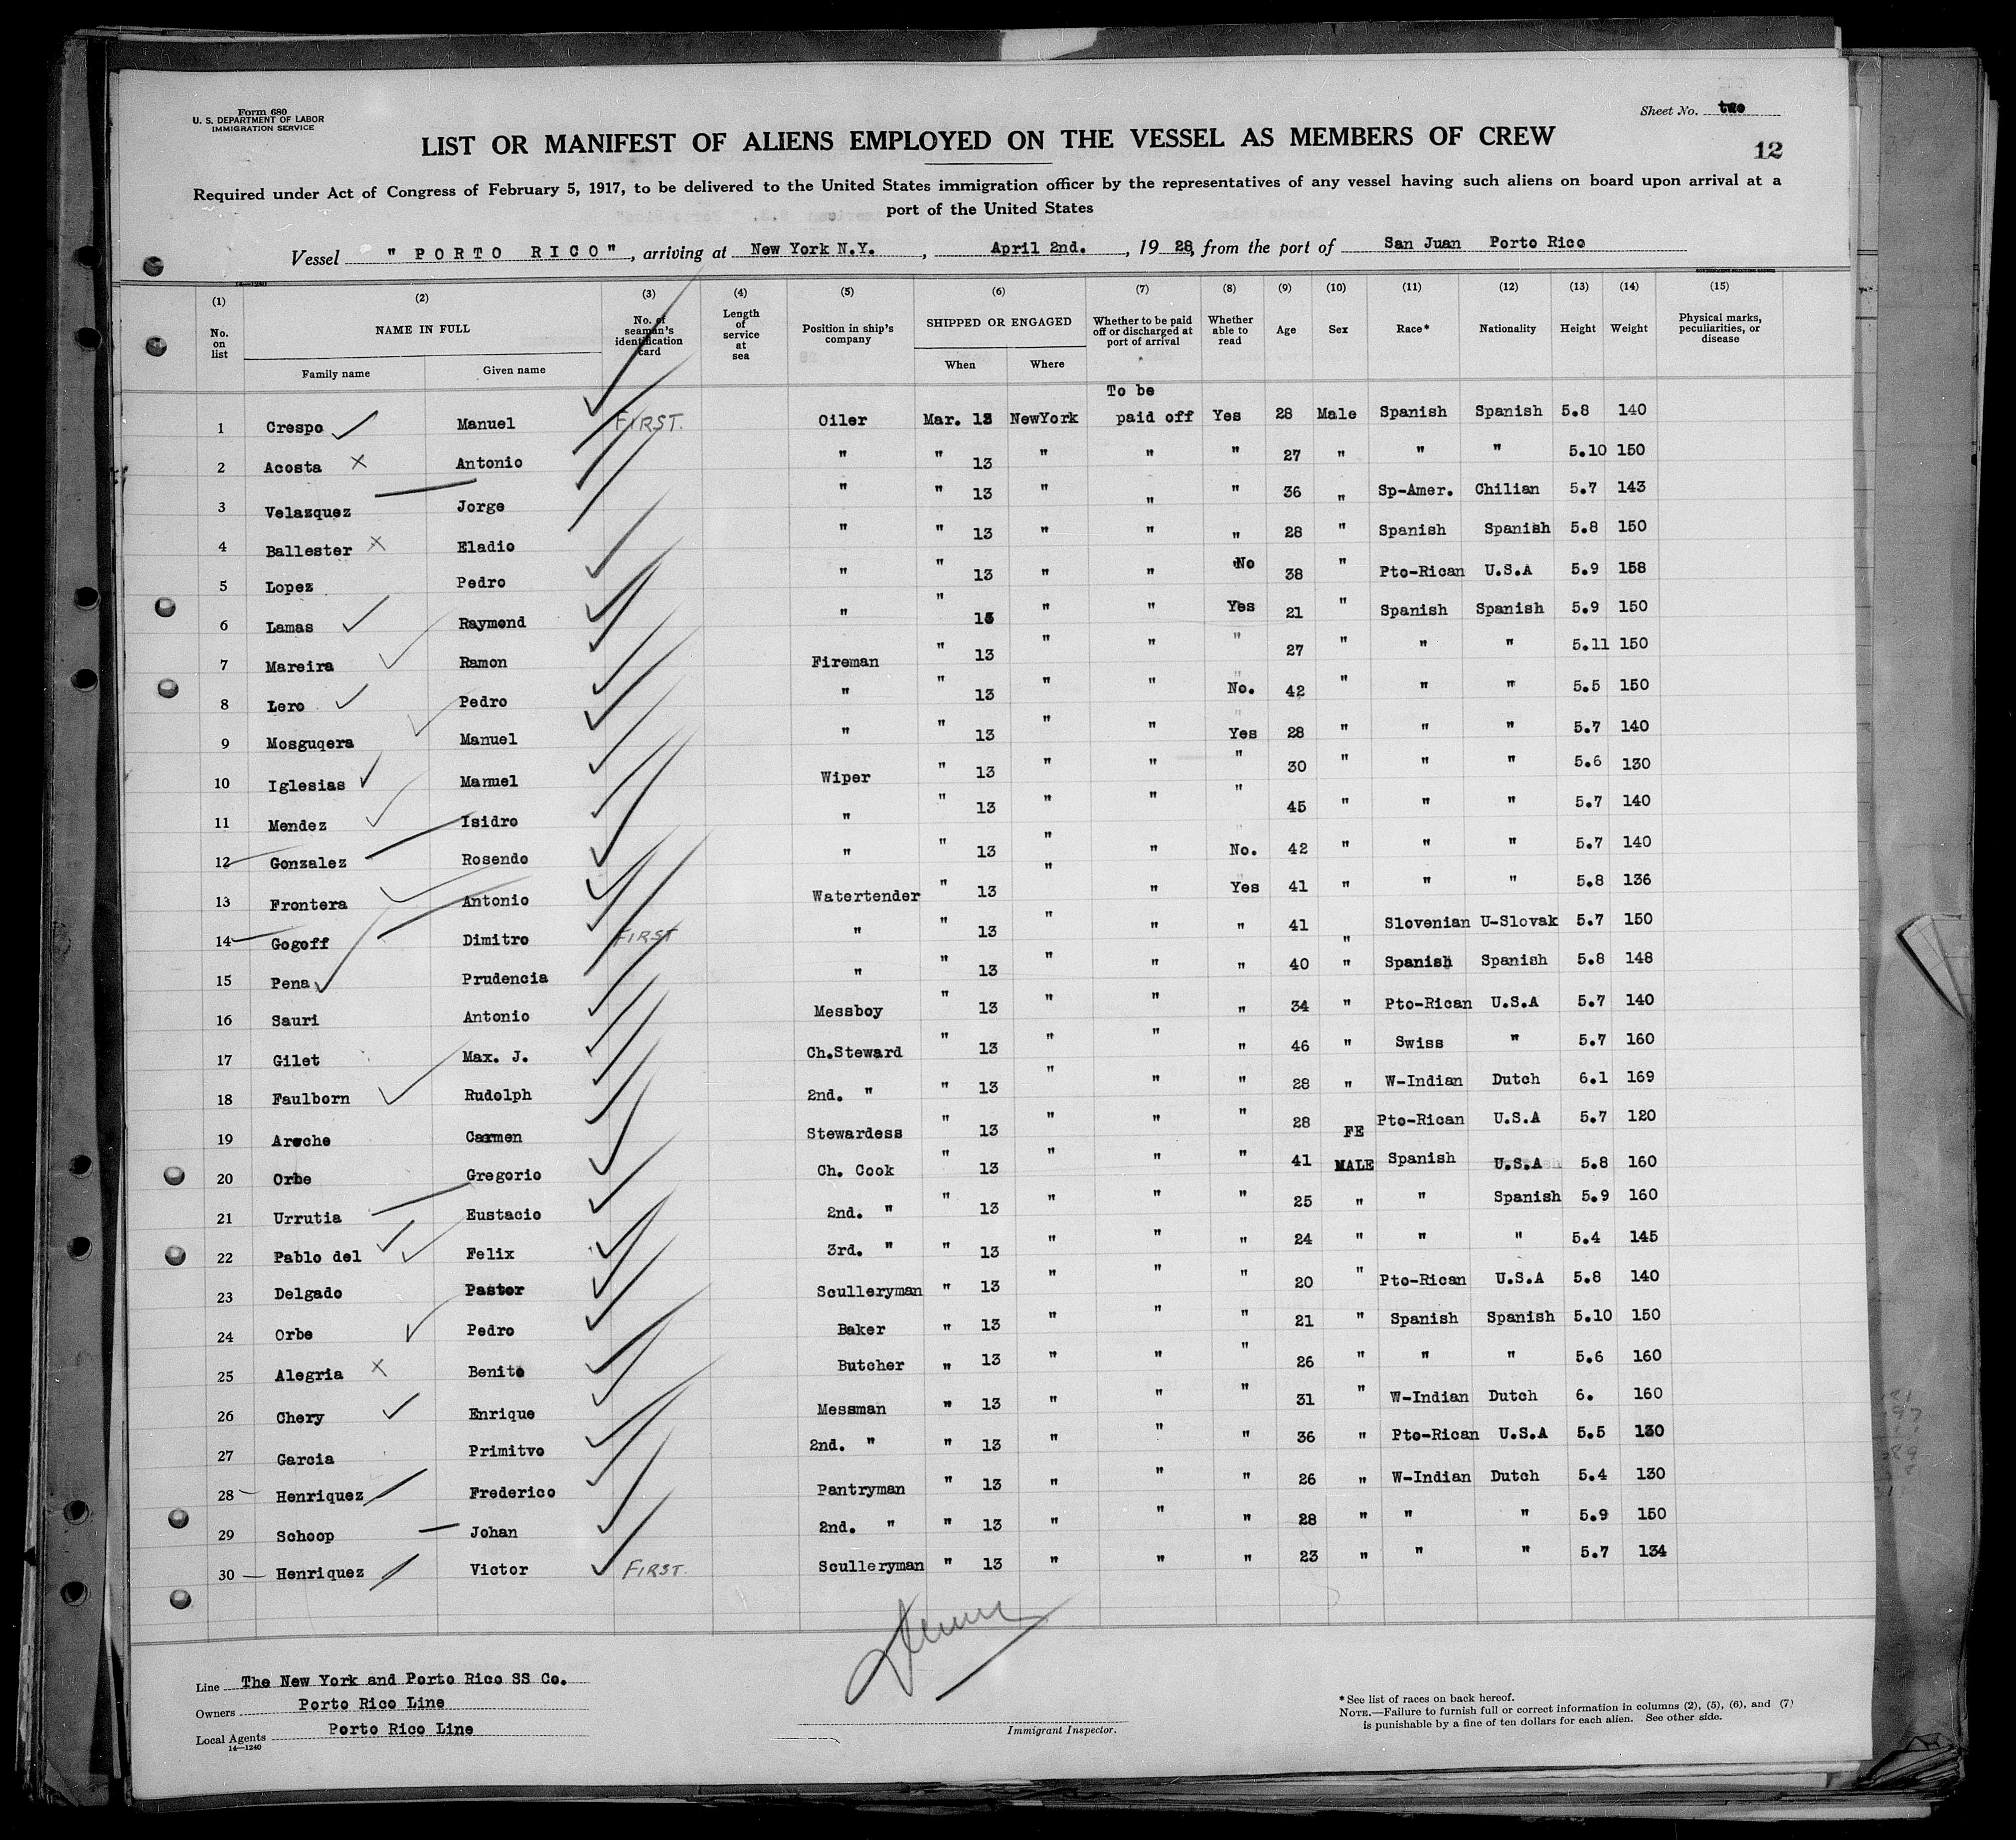 Form 680
U. S. DEPARTMENT OF LABOR
IMMIGRATION SERVICE
Sheet No. two
LIST OR MANIFEST OF ALIENS EMPLOYED ON THE VESSEL AS MEMBERS OF CREW
12
Required under Act of Congress of February 5, 1917, to be delivered to the United States immigration officer by the representatives of any vessel having such aliens on board upon arrival at a
port of the United States
Vessel "PORTO RICO", arriving at New York N.Y., April 2nd., 1928, from the port of San Juan Porto Rico
14—1240
(1) (2) (3) (4) (5) (6) (7) (8) (9) (10) (11) (12) (13) (14) (15)
No. on list NAME IN FULL No. of seaman's identification card Length of service at sea Position in ship's company SHIPPED OR ENGAGED Whether to be paid off or discharged at port of arrival Whether able to read Age Sex Race* Nationality Height Weight Physical marks, peculiarities, or disease
Family name Given name When Where
To be
1 Crespo Manuel FIRST. Oiler Mar. 13 NewYork paid off Yes 28 Male Spanish Spanish 5.8 140
2 Acosta Antonio " " 13 " " " 27 " " " 5.10 150
3 Velazquez Jorge " " 13 " " " 36 " Sp-Amer. Chilian 5.7 143
4 Ballester Eladio " " 13 " " " 28 " Spanish Spanish 5.8 150
5 Lopez Pedro " " 13 " " No 38 " Pto-Rican U.S.A 5.9 158
6 Lamas Raymond " " 13 " " Yes 21 " Spanish Spanish 5.9 150
7 Mareira Ramon Fireman " 13 " " " 27 " " " 5.11 150
8 Lero Pedro " " 13 " " No. 42 " " " 5.5 150
9 Mosguqera Manuel " " 13 " " Yes 28 " " " 5.7 140
10 Iglesias Manuel Wiper " 13 " " " 30 " " " 5.6 130
11 Mendez Isidro " " 13 " " " 45 " " " 5.7 140
12 Gonzalez Rosendo " " 13 " " No. 42 " " " 5.7 140
13 Frontera Antonio Watertender " 13 " " Yes 41 " " " 5.8 136
14 Gogoff Dimitro FIRST " " 13 " " " 41 " Slovenian U-Slovak 5.7 150
15 Pena Prudencia " " 13 " " " 40 " Spanish Spanish 5.8 148
16 Sauri Antonio Messboy " 13 " " " 34 " Pto-Rican U.S.A 5.7 140
17 Gilet Max. J. Ch.Steward " 13 " " " 46 " Swiss " 5.7 160
18 Faulborn Rudolph 2nd. " " 13 " " " 28 " W-Indian Dutch 6.1 169
19 Aroche Carmen Stewardess " 13 " " " 28 FE Pto-Rican U.S.A 5.7 120
20 Orbe Gregorio Ch. Cook " 13 " " " 41 MALE Spanish U.S.A 5.8 160
21 Urrutia Eustacio 2nd. " " 13 " " " 25 " " Spanish 5.9 160
22 Pablo del Felix 3rd. " " 13 " " " 24 " " " 5.4 145
23 Delgado Pastor Sculleryman " 13 " " " 20 " Pto-Rican U.S.A 5.8 140
24 Orbe Pedro Baker " 13 " " " 21 " Spanish Spanish 5.10 150
25 Alegria Benito Butcher " 13 " " " 26 " " " 5.6 160
26 Chery Enrique Messman " 13 " " " 31 " W-Indian Dutch 6. 160
27 Garcia Primitvo 2nd. " " 13 " " " 36 " Pto-Rican U.S.A 5.5 130
28 Henriquez Frederico Pantryman " 13 " " " 26 " W-Indian Dutch 5.4 130
29 Schoop Johan 2nd. " " 13 " " " 28 " " " 5.9 150
30 Henriquez Victor FIRST. Sculleryman " 13 " " " 23 " " " 5.7 134
Line The New York and Porto Rico SS Co.
Owners Porto Rico Line
Local Agents Porto Rico Line
14—1240
Immigrant Inspector.
* See list of races on back hereof.
NOTE.—Failure to furnish full or correct information in columns (2), (5), (6), and (7)
is punishable by a fine of ten dollars for each alien. See other side.